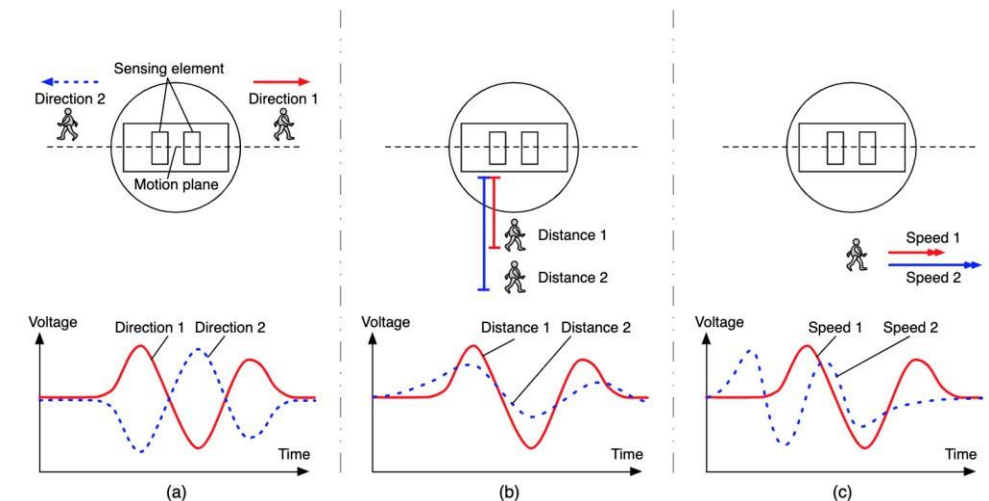 Sensing element
Direction 2
Direction 1
Motion plane
Voltage
Direction 1 Direction 2
Time
(a)
Distance 1
Distance 2
Voltage
Distance 1 Distance 2
Time
(b)
Speed 1
Speed 2
Voltage
Speed 1 Speed 2
Time
(c)